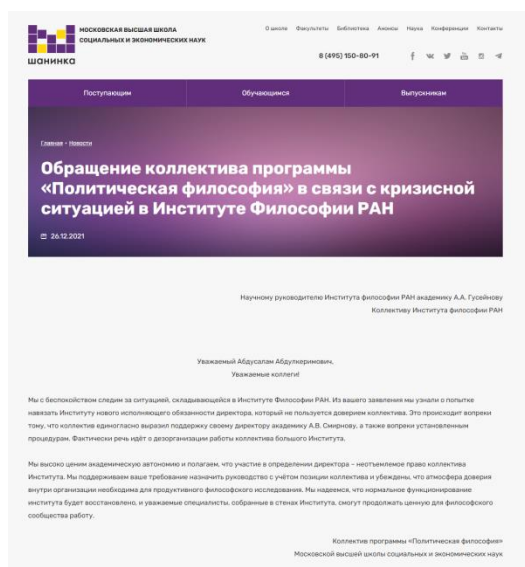 МОСКОВСКАЯ ВЫСШАЯ ШКОЛА
СОЦИАЛЬНЫХ И ЭКОНОМИЧЕСКИХ НАУК
шанинка
О школе Факультеты Библиотека Анонсы Наука Конференции Контакты
8 (495) 150-80-91
Поступающим Обучающимся Выпускникам
Главная - Новости
Обращение коллектива программы
«Политическая философия» в связи с кризисной
ситуацией в Институте Философии РАН
26.12.2021
Научному руководителю Института философии РАН академику А.А. Гусейнову
Коллективу Института философии РАН
Уважаемый Абдусалам Абдулкеримович,
Уважаемые коллеги!
Мы с беспокойством следим за ситуацией, складывающейся в Институте Философии РАН. Из вашего заявления мы узнали о попытке
навязать Институту нового исполняющего обязанности директора, который не пользуется доверием коллектива. Это происходит вопреки
тому, что коллектив единогласно выразил поддержку своему директору академику А.В. Смирнову, а также вопреки установленным
процедурам. Фактически речь идёт о дезорганизации работы коллектива большого Института.
Мы высоко ценим академическую автономию и полагаем, что участие в определении директора – неотъемлемое право коллектива
Института. Мы поддерживаем ваше требование назначить руководство с учётом позиции коллектива и убеждены, что атмосфера доверия
внутри организации необходима для продуктивного философского исследования. Мы надеемся, что нормальное функционирование
института будет восстановлено, и уважаемые специалисты, собранные в стенах Института, смогут продолжать ценную для философского
сообщества работу.
Коллектив программы «Политическая философия»
Московской высшей школы социальных и экономических наук